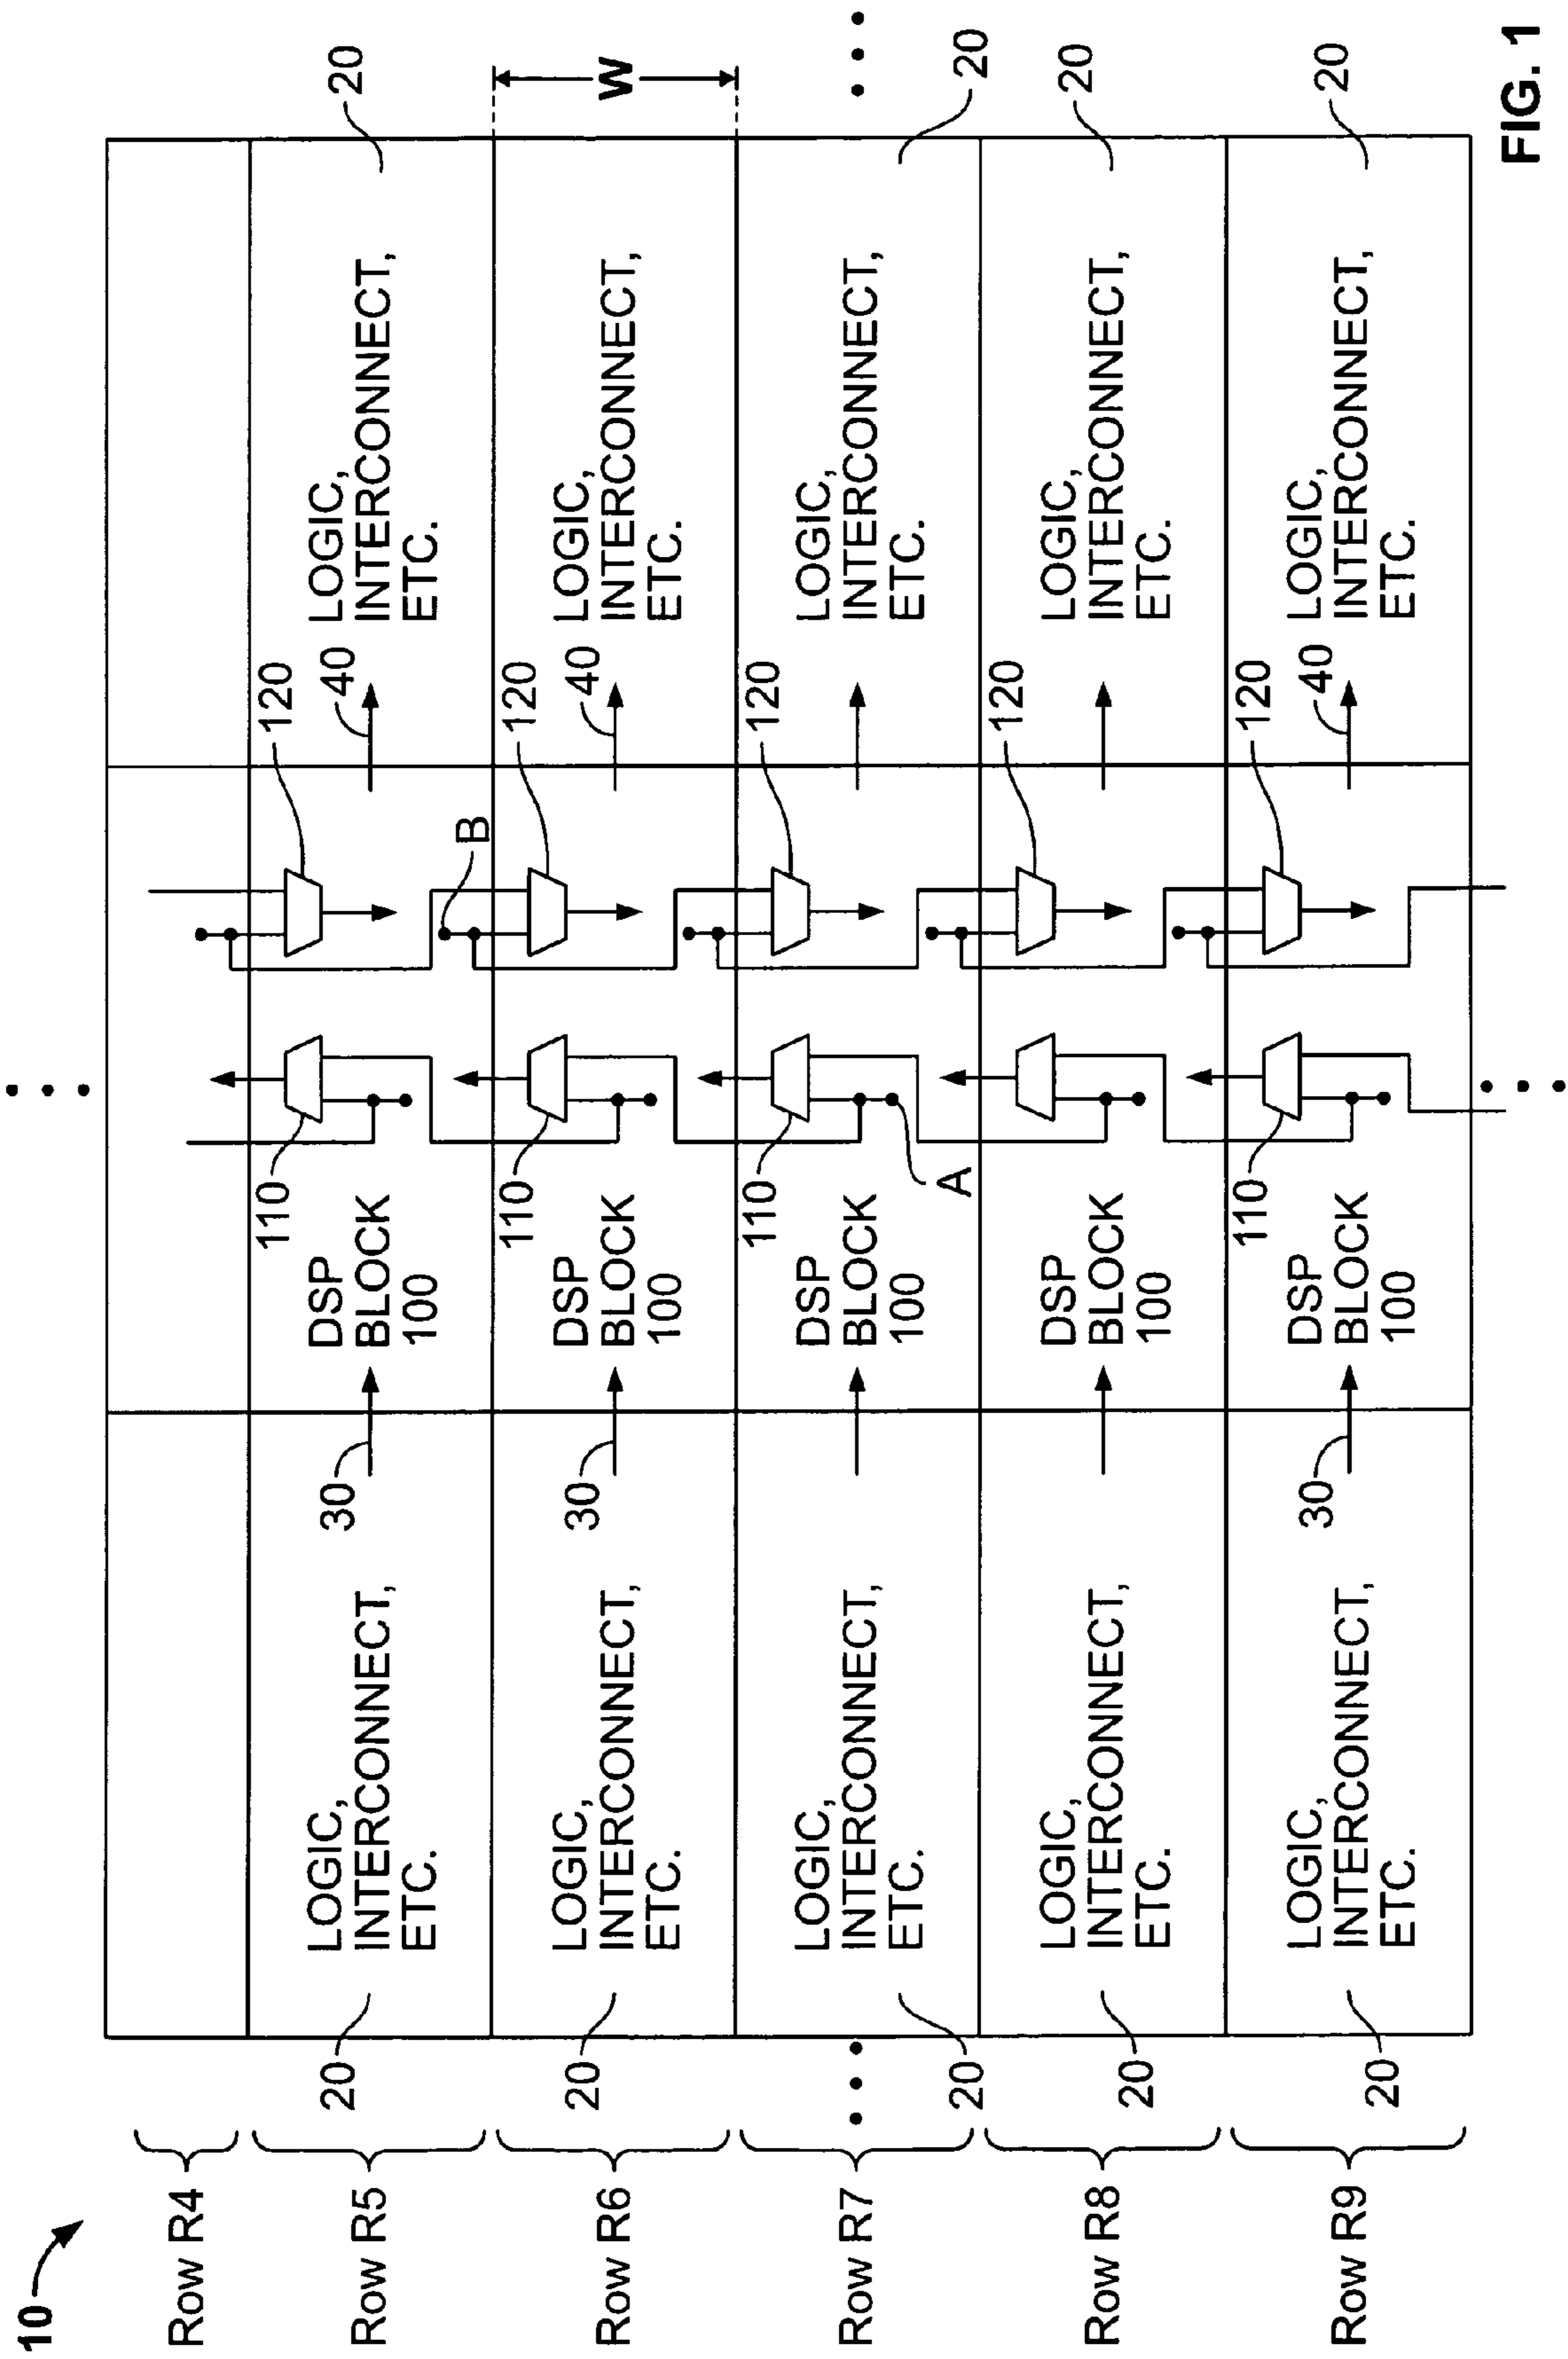 10
Row R4
Row R5
20
LOGIC,
INTERCONNECT,
ETC.
30
DSP
BLOCK
100
110
120
40
LOGIC,
INTERCONNECT,
ETC.
20
B
Row R6
20
LOGIC,
INTERCONNECT,
ETC.
30
DSP
BLOCK
100
110
120
40
LOGIC,
INTERCONNECT,
ETC.
W
Row R7
20
LOGIC,
INTERCONNECT,
ETC.
DSP
BLOCK
100
110
A
120
LOGIC,
INTERCONNECT,
ETC.
20
Row R8
20
LOGIC,
INTERCONNECT,
ETC.
DSP
BLOCK
100
120
LOGIC,
INTERCONNECT,
ETC.
20
Row R9
20
LOGIC,
INTERCONNECT,
ETC.
30
DSP
BLOCK
100
110
120
40
LOGIC,
INTERCONNECT,
ETC.
20
FIG. 1